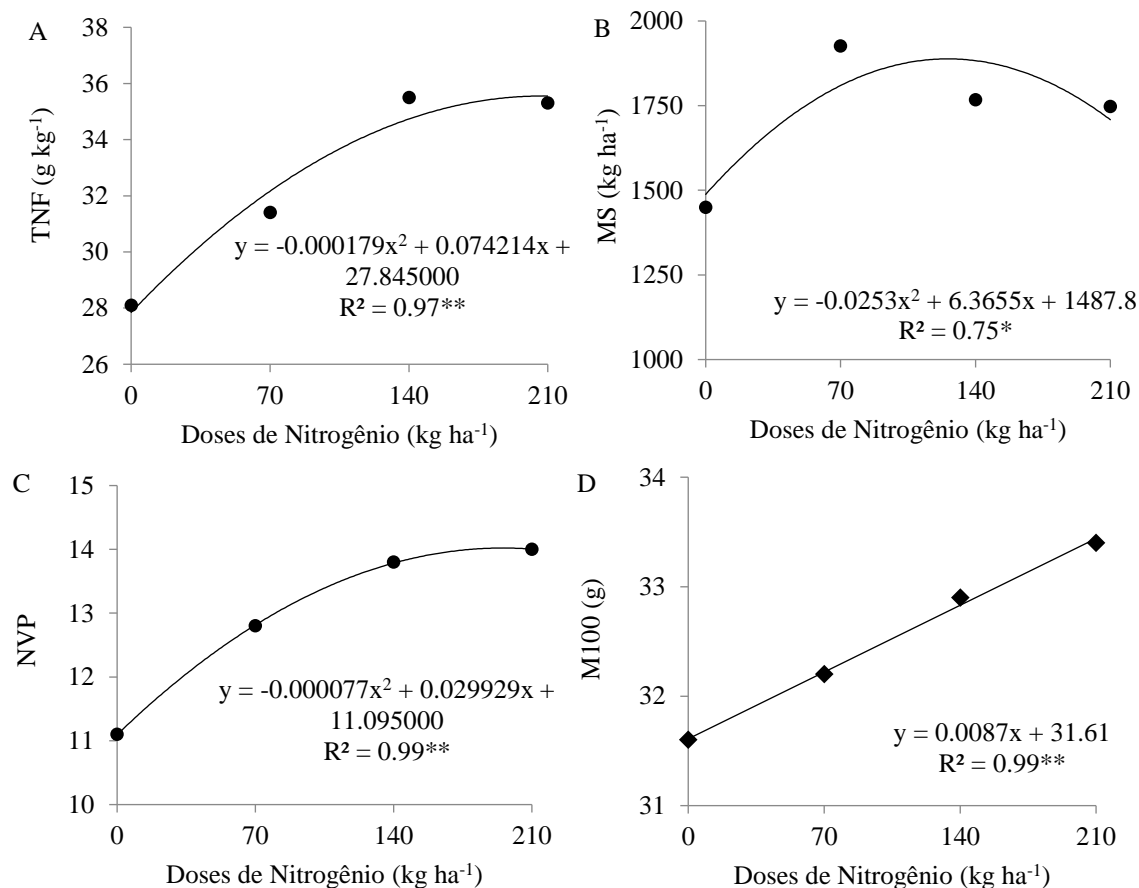 A
38
36
34
32
30
28
26
TNF (g kg⁻¹)
y = -0.000179x² + 0.074214x +
27.845000
R² = 0.97**
0 70 140 210
Doses de Nitrogênio (kg ha⁻¹)
B
2000
1750
1500
1250
1000
MS (kg ha⁻¹)
y = -0.0253x² + 6.3655x + 1487.8
R² = 0.75*
0 70 140 210
Doses de Nitrogênio (kg ha⁻¹)
C
15
14
13
12
11
10
NVP
y = -0.000077x² + 0.029929x +
11.095000
R² = 0.99**
0 70 140 210
Doses de Nitrogênio (kg ha⁻¹)
D
34
33
32
31
M100 (g)
y = 0.0087x + 31.61
R² = 0.99**
0 70 140 210
Doses de Nitrogênio (kg ha⁻¹)